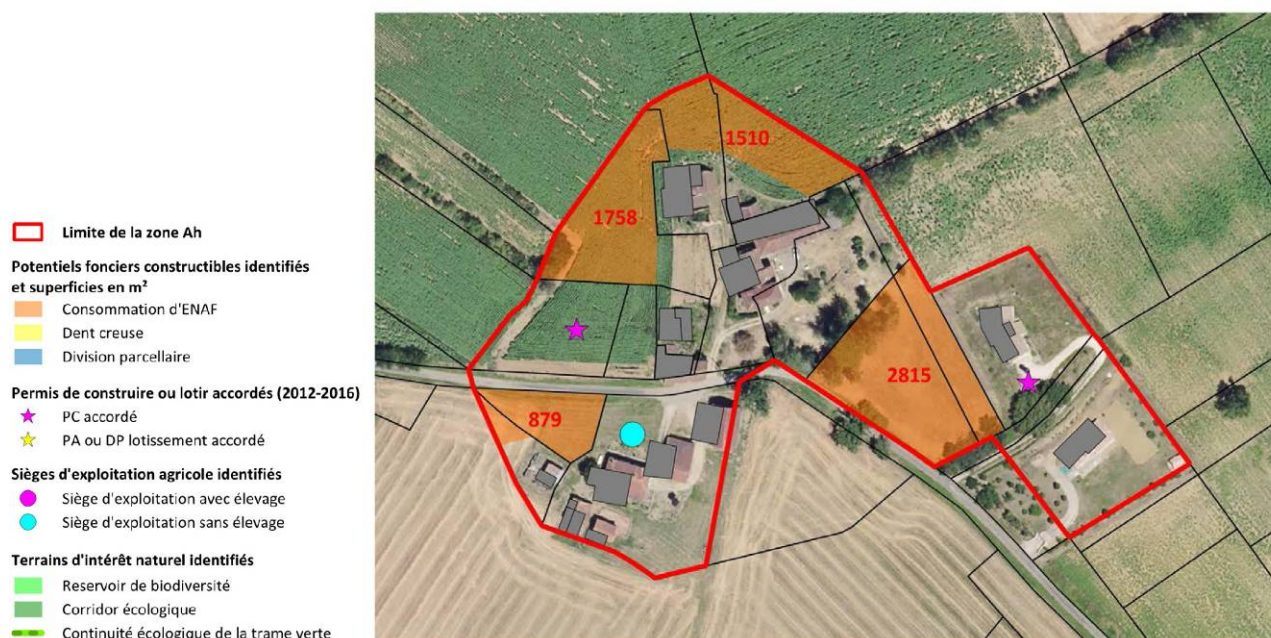 Limite de la zone Ah
Potentiels fonciers constructibles identifiés
et superficies en m²
Consommation d'ENAF
Dent creuse
Division parcellaire
Permis de construire ou lotir accordés (2012-2016)
PC accordé
PA ou DP lotissement accordé
Sièges d'exploitation agricole identifiés
Siège d'exploitation avec élevage
Siège d'exploitation sans élevage
Terrains d'intérêt naturel identifiés
Reservoir de biodiversité
Corridor écologique
Continuité écologique de la trame verte
1510
1758
2815
879